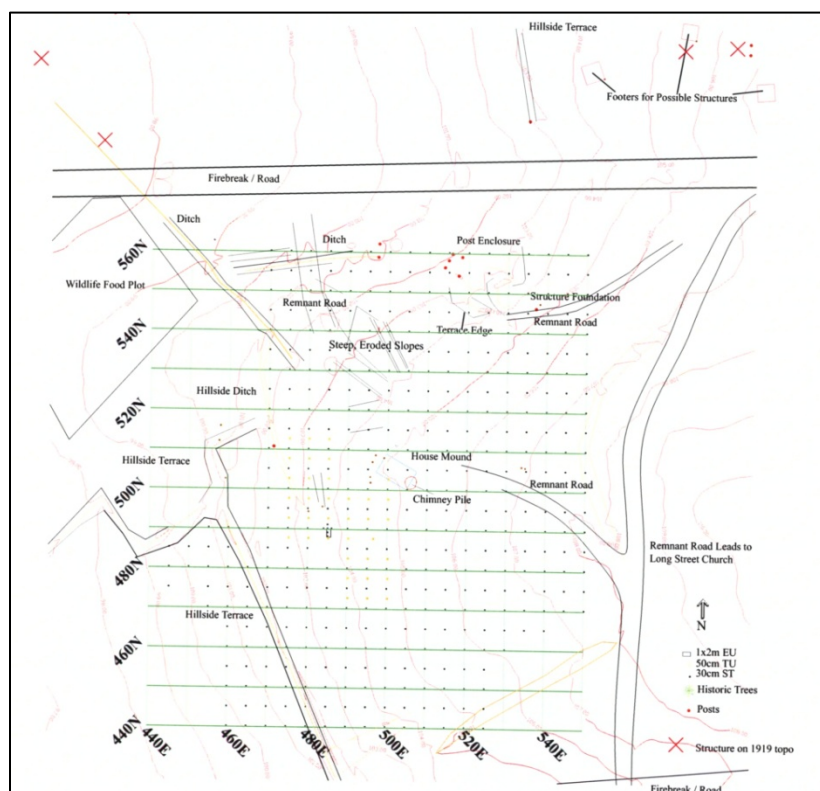 Hillside Terrace
Footers for Possible Structures
Firebreak / Road
Ditch
Ditch
Post Enclosure
560N
Wildlife Food Plot
Remnant Road
Structure Foundation
Remnant Road
Terrace Edge
540N
Steep, Eroded Slopes
Hillside Ditch
520N
House Mound
Hillside Terrace
Remnant Road
500N
Chimney Pile
Remnant Road Leads to
Long Street Church
480N
N
Hillside Terrace
1x2m EU
50cm TU
30cm ST
460N
Historic Trees
Posts
440N
440E
460E
480E
500E
520E
540E
Structure on 1919 topo
Firebreak / Road